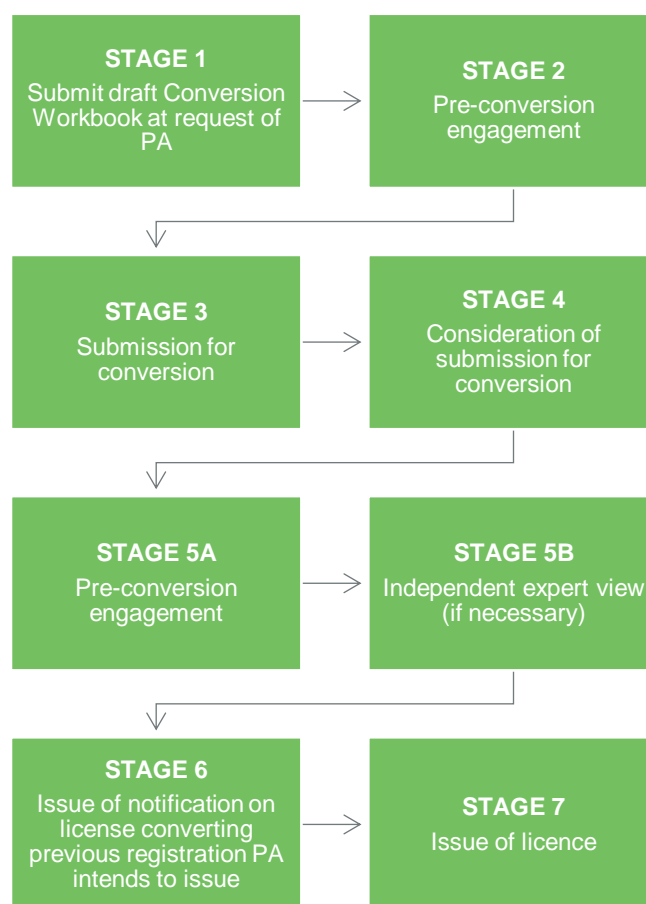 STAGE 1
Submit draft Conversion
Workbook at request of
PA
STAGE 2
Pre-conversion
engagement
STAGE 3
Submission for
conversion
STAGE 4
Consideration of
submission for
conversion
STAGE 5A
Pre-conversion
engagement
STAGE 5B
Independent expert view
(if necessary)
STAGE 6
Issue of notification on
license converting
previous registration PA
intends to issue
STAGE 7
Issue of licence